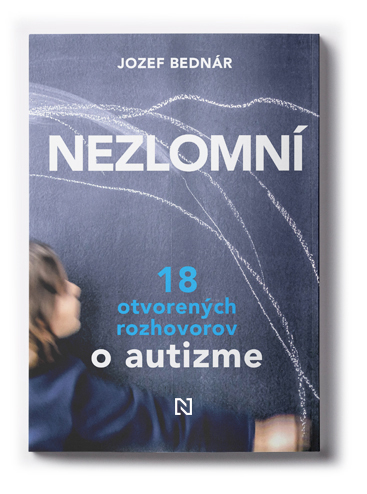 JOZEF BEDNÁR
NEZLOMNÍ
18
otvorených
rozhovorov
o autizme
N